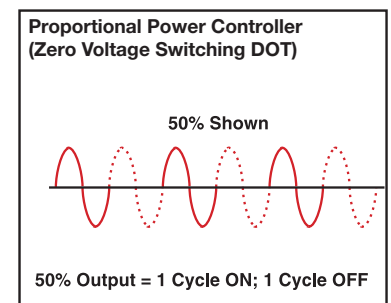 Proportional Power Controller
(Zero Voltage Switching DOT)
50% Shown
50% Output = 1 Cycle ON; 1 Cycle OFF